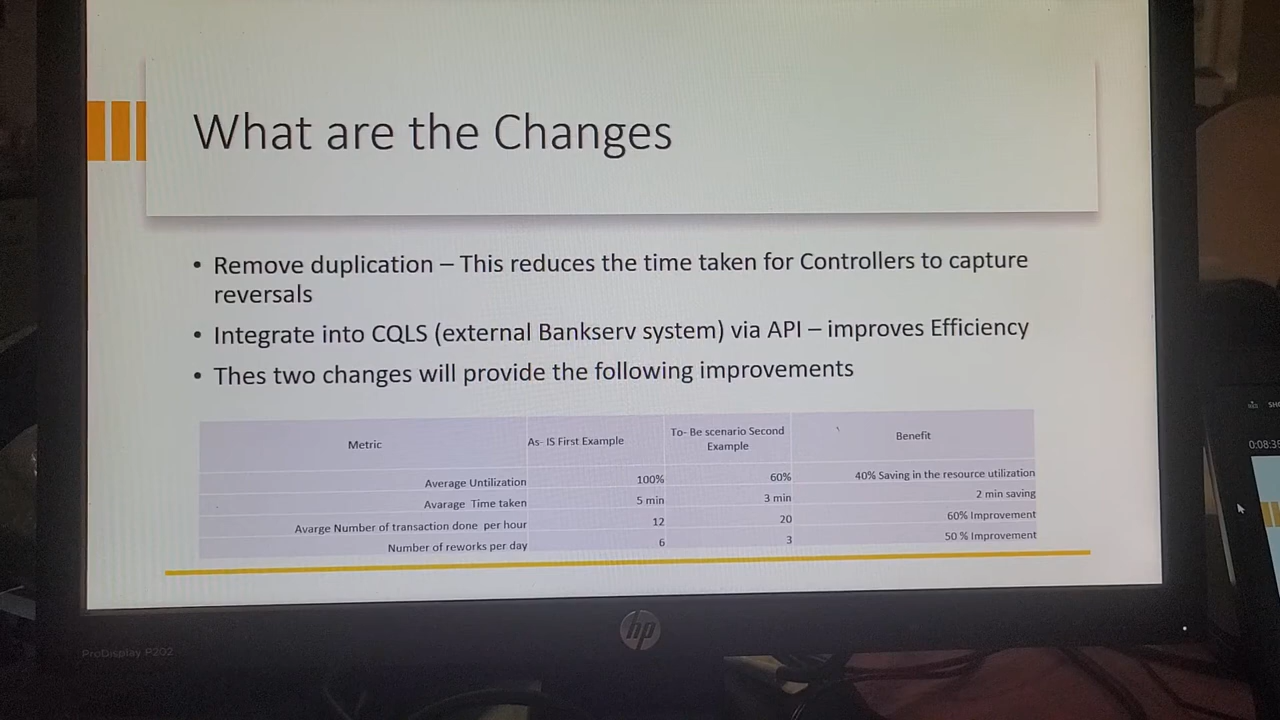 What are the Changes
• Remove duplication – This reduces the time taken for Controllers to capture
reversals
• Integrate into CQLS (external Bankserv system) via API – improves Efficiency
• Thes two changes will provide the following improvements
Metric As- IS First Example To- Be scenario Second Example Benefit
Average Untilization 100% 60% 40% Saving in the resource utilization
Avarage Time taken 5 min 3 min 2 min saving
Avarge Number of transaction done per hour 12 20 60% Improvement
Number of reworks per day 6 3 50 % Improvement
hp
ProDisplay P202